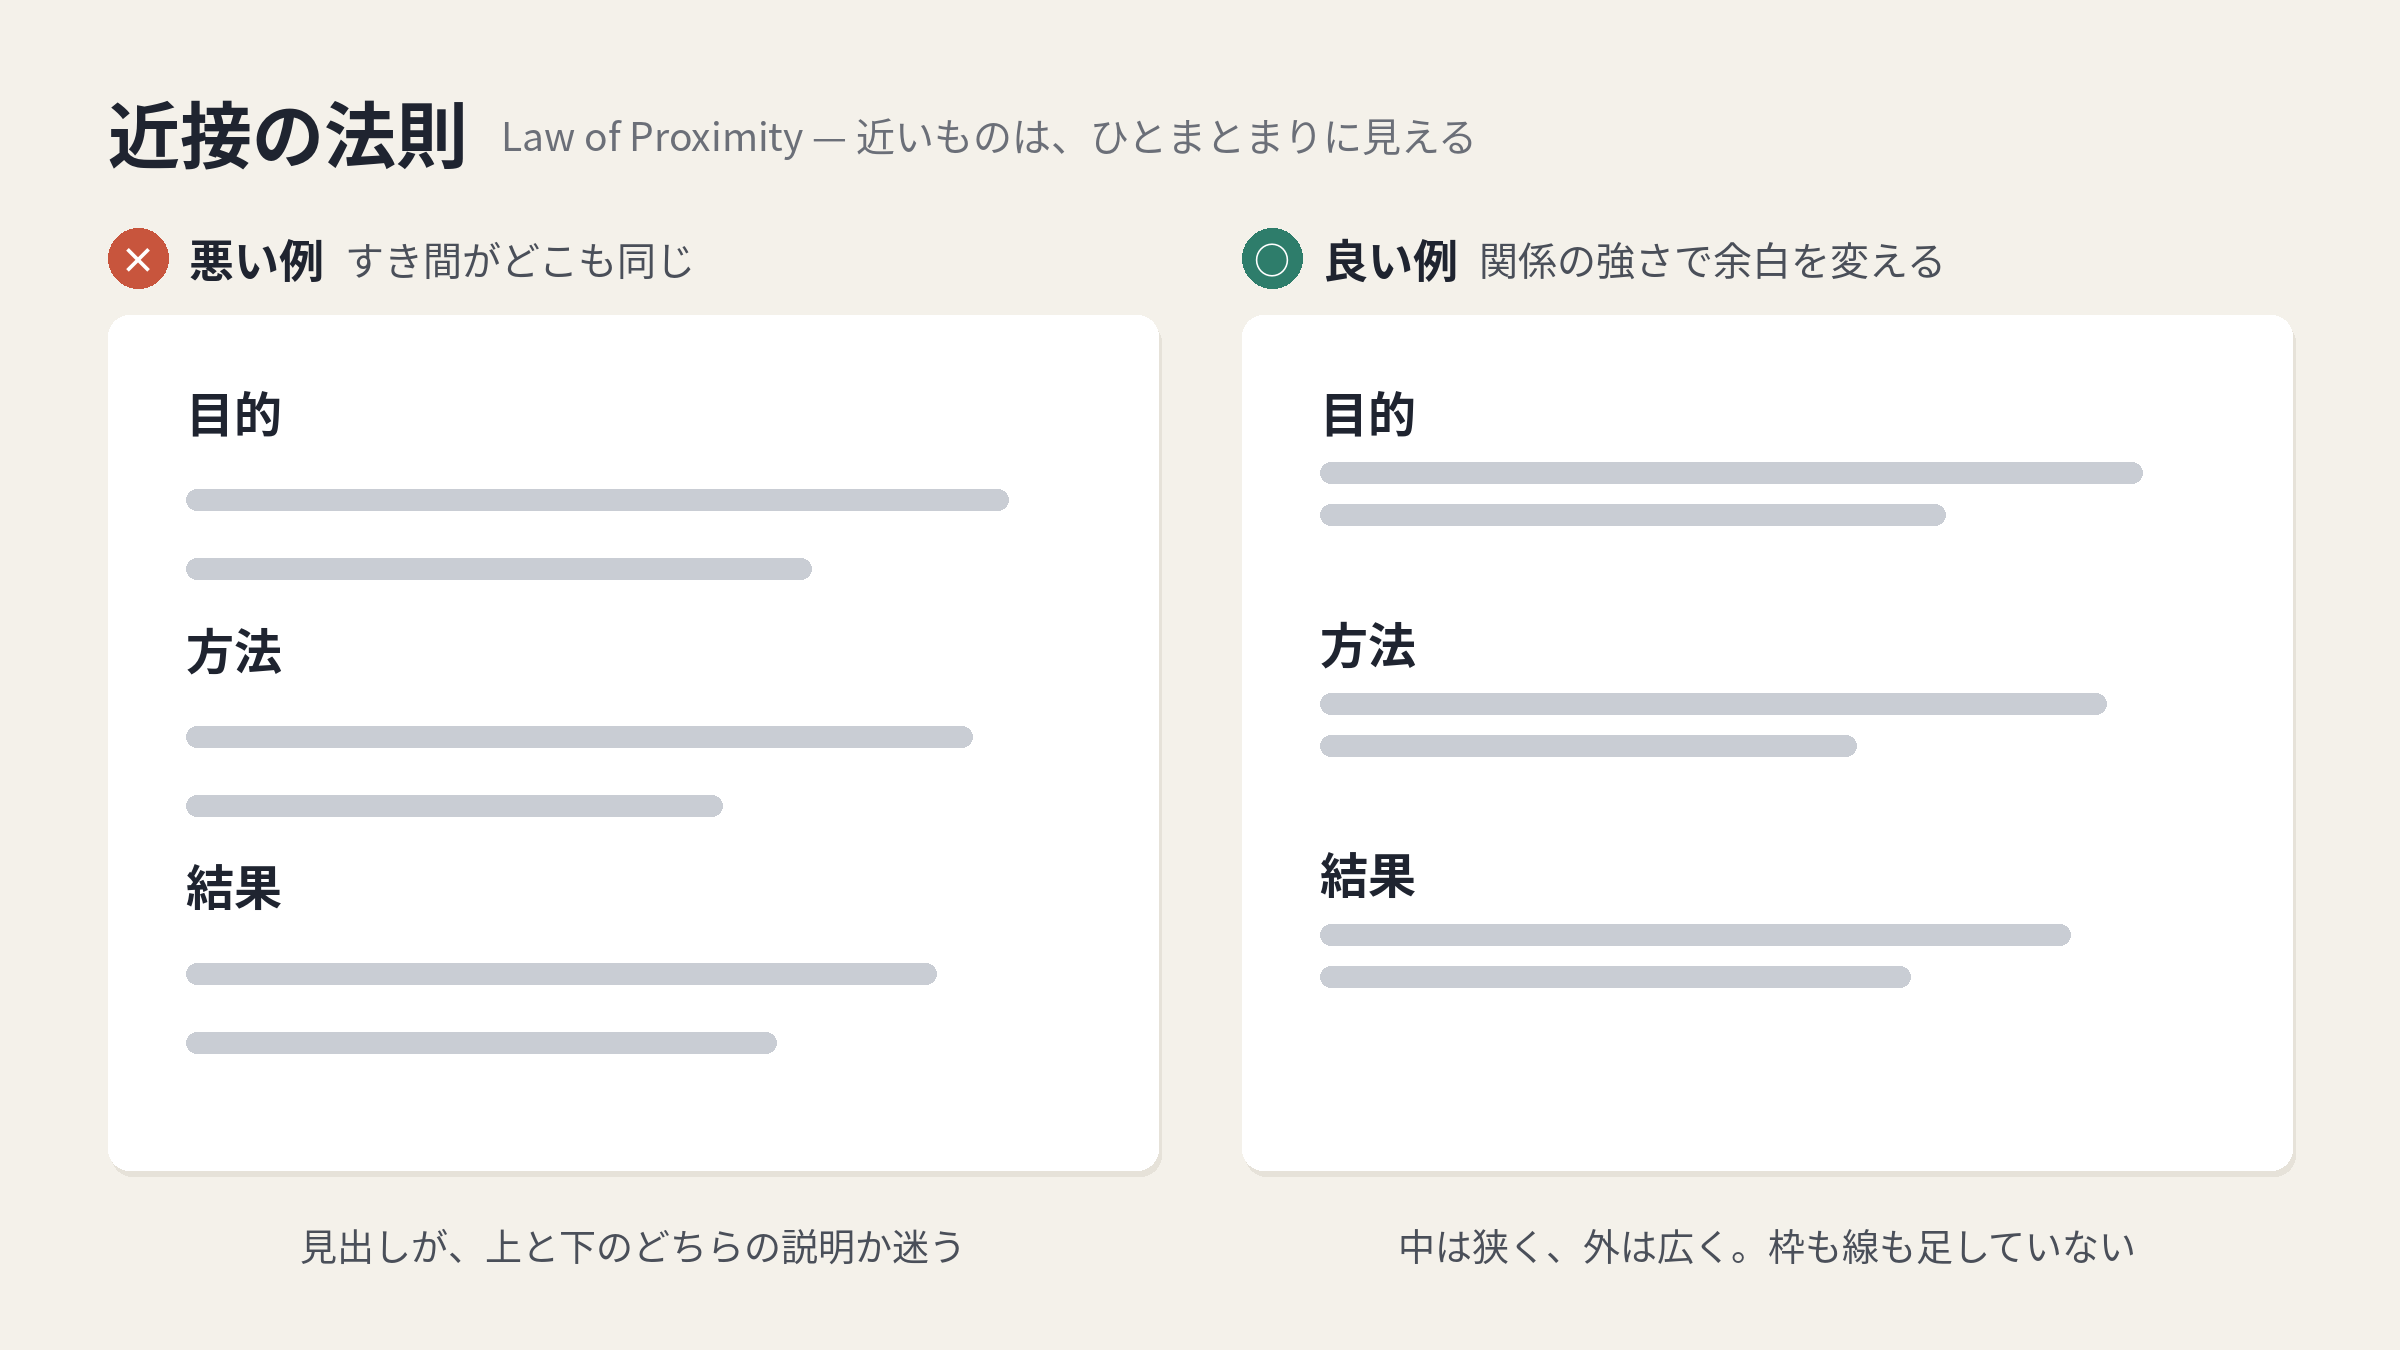 近接の法則 Law of Proximity — 近いものは、ひとまとまりに見える
× 悪い例 すき間がどこも同じ
目的
方法
結果
見出しが、上と下のどちらの説明か迷う
○ 良い例 関係の強さで余白を変える
目的
方法
結果
中は狭く、外は広く。枠も線も足していない